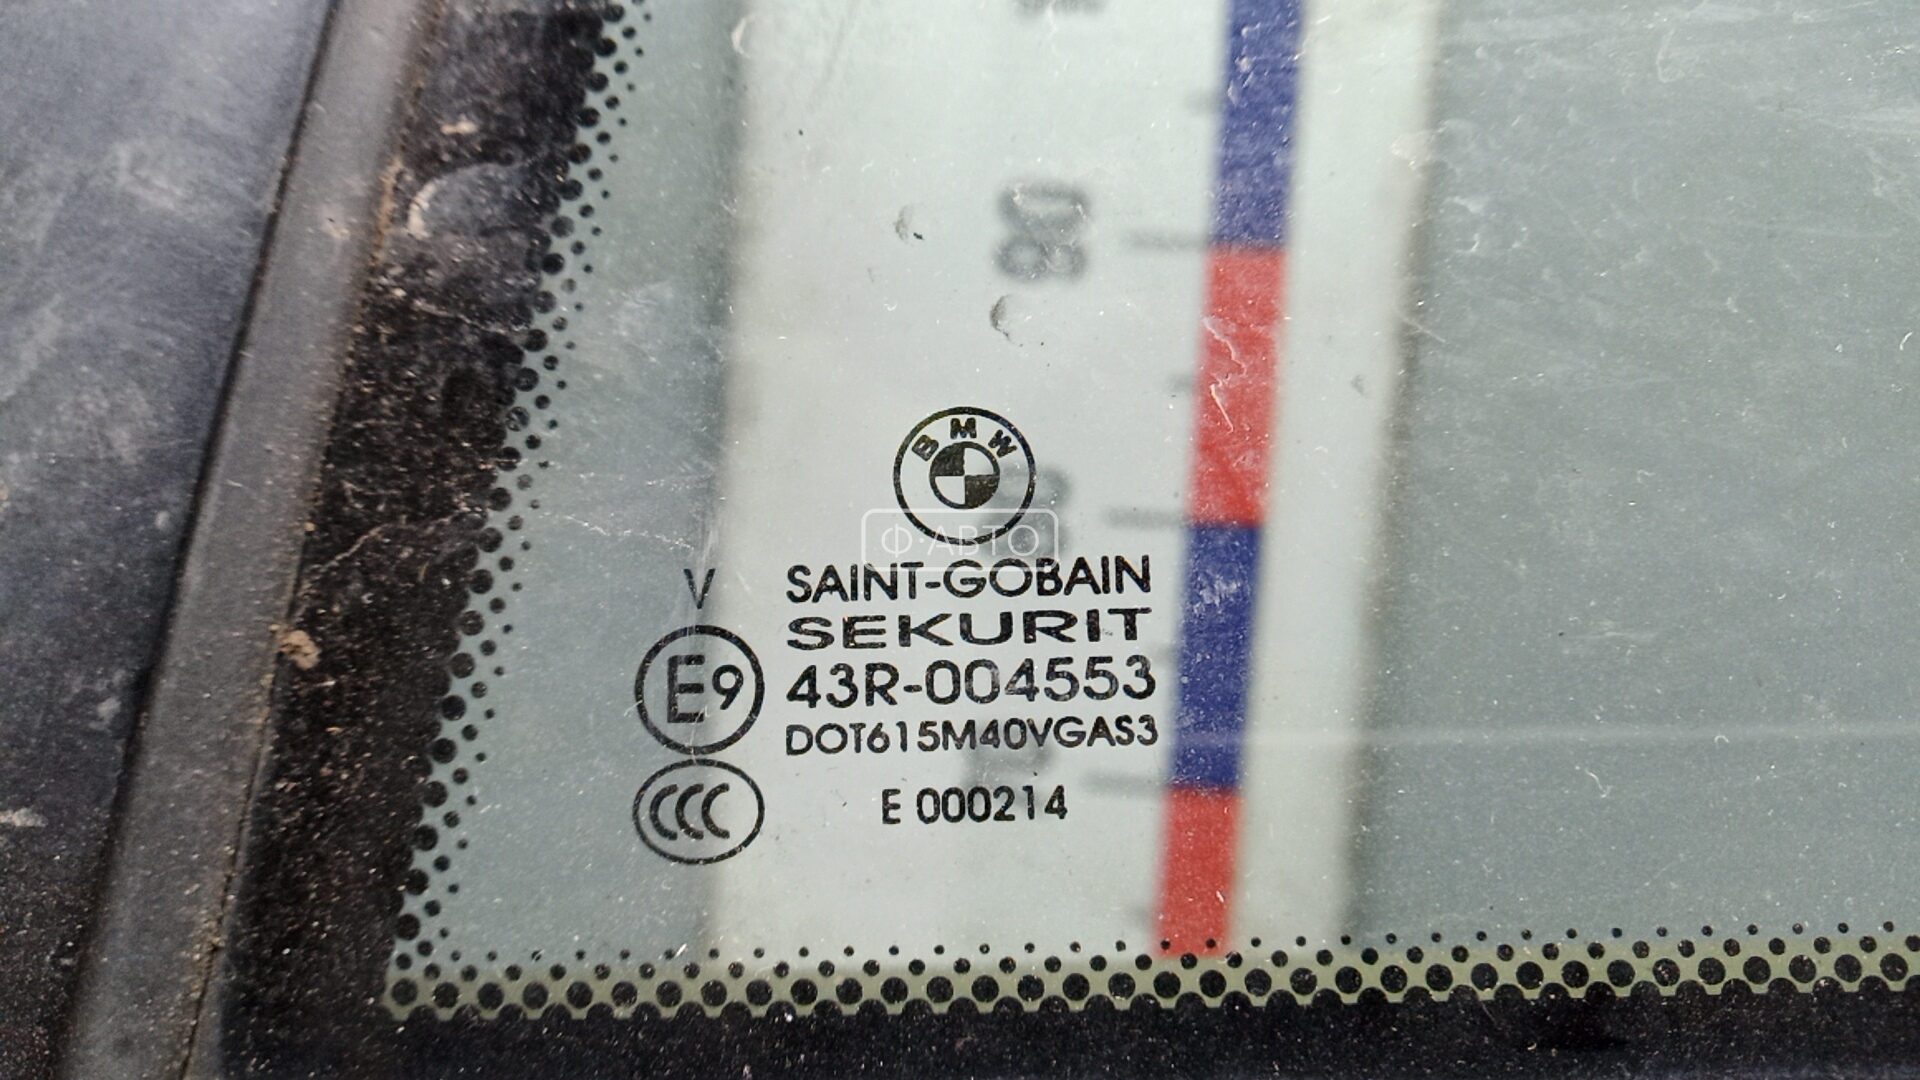 BMW
Ф·АВТО
V SAINT-GOBAIN
SEKURIT
E9 43R-004553
DOT615M40VGAS3
CCC E 000214